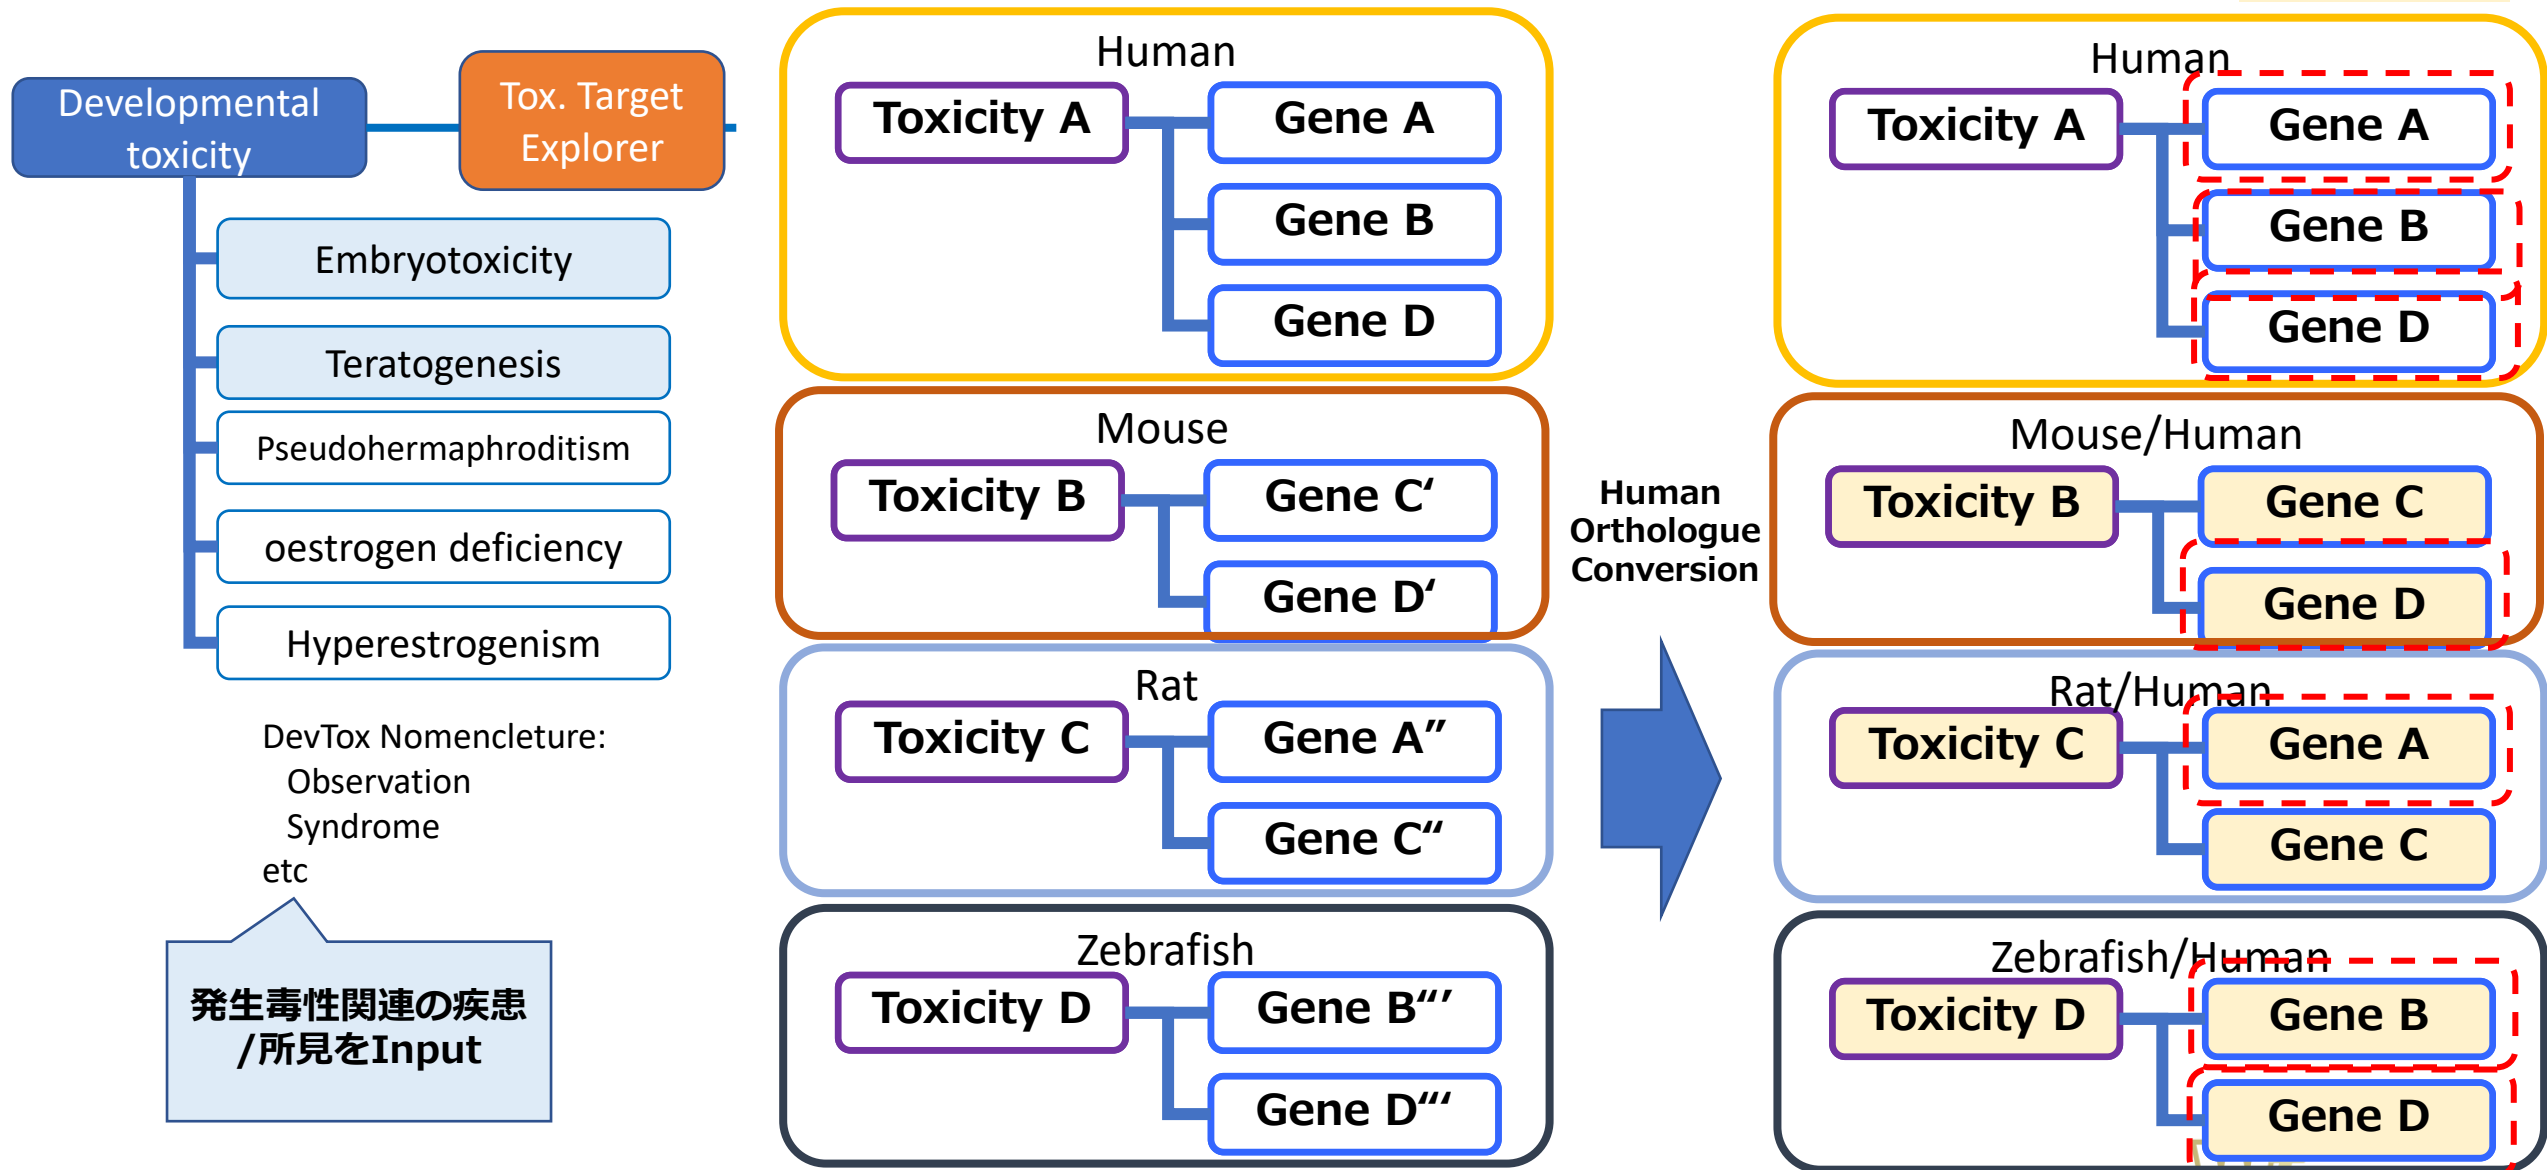 Developmental
toxicity
Tox. Target
Explorer
Embryotoxicity
Teratogenesis
Pseudohermaphroditism
oestrogen deficiency
Hyperestrogenism
DevTox Nomencleture:
Observation
Syndrome
etc
発生毒性関連の疾患
/所見をInput
Human
Toxicity A
Gene A
Gene B
Gene D
Mouse
Toxicity B
Gene C‘
Gene D‘
Rat
Toxicity C
Gene A”
Gene C“
Zebrafish
Toxicity D
Gene B“’
Gene D“‘
Human
Orthologue
Conversion
Human
Toxicity A
Gene A
Gene B
Gene D
Mouse/Human
Toxicity B
Gene C
Gene D
Rat/Human
Toxicity C
Gene A
Gene C
Zebrafish/Human
Toxicity D
Gene B
Gene D